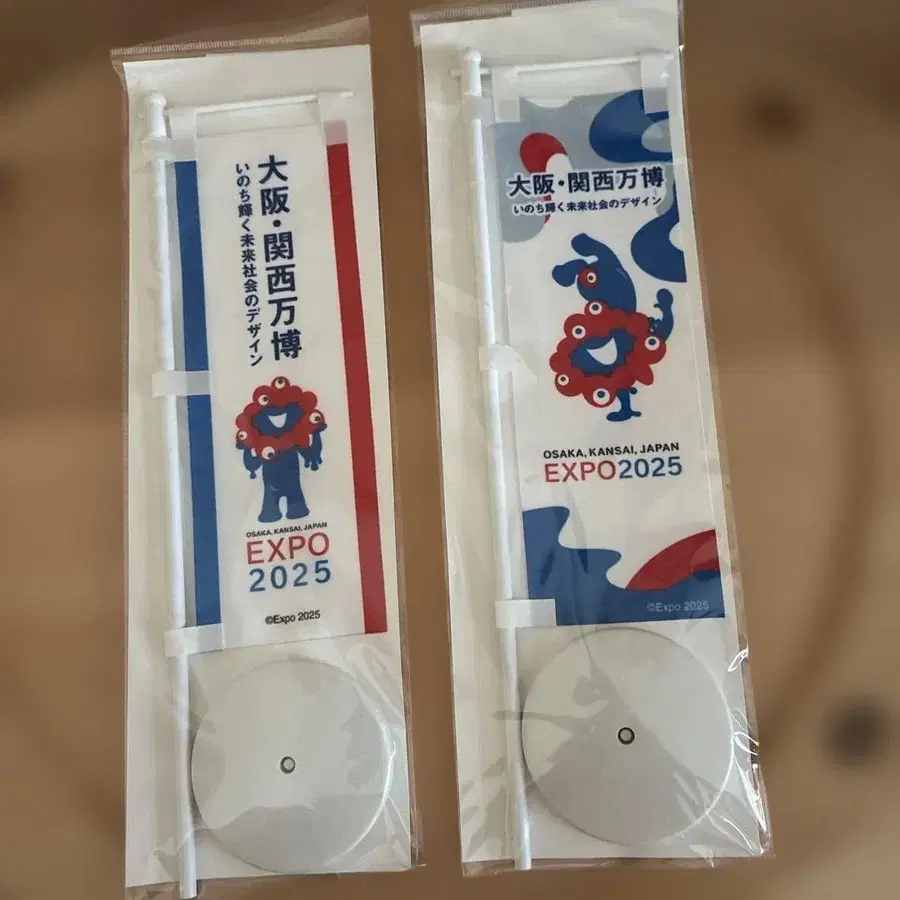 大阪・関西万博
いのち輝く未来社会のデザイン
OSAKA, KANSAI, JAPAN
EXPO
2025
©Expo 2025
大阪・関西万博
いのち輝く未来社会のデザイン
OSAKA, KANSAI, JAPAN
EXPO2025
©Expo 2025